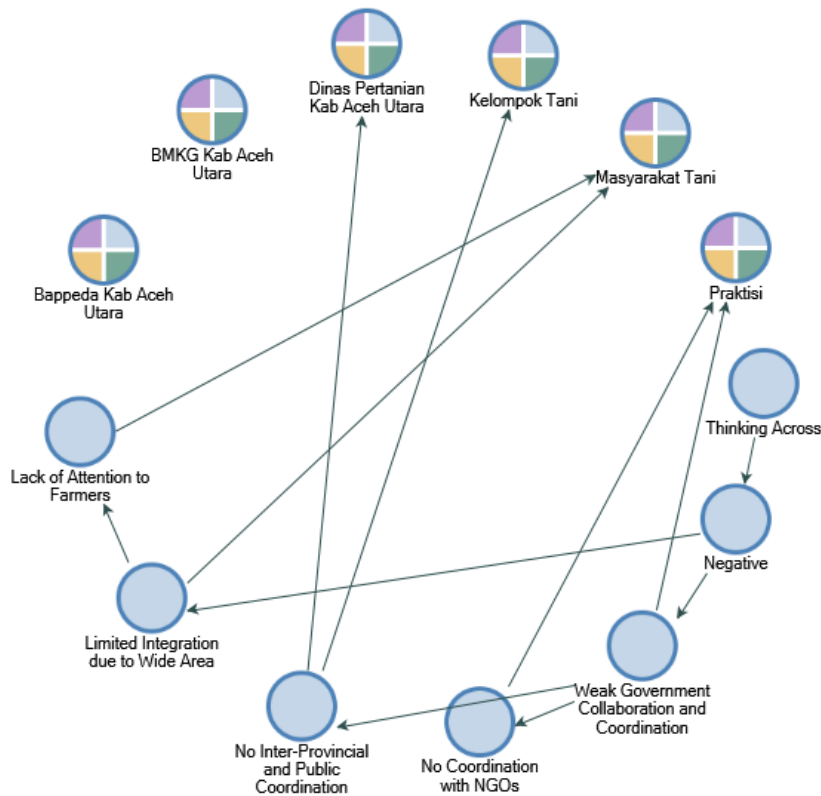 Dinas Pertanian
Kab Aceh Utara
Kelompok Tani
BMKG Kab Aceh
Utara
Masyarakat Tani
Bappeda Kab Aceh
Utara
Praktisi
Thinking Across
Lack of Attention to
Farmers
Negative
Limited Integration
due to Wide Area
Weak Government
Collaboration and
Coordination
No Inter-Provincial
and Public
Coordination
No Coordination
with NGOs